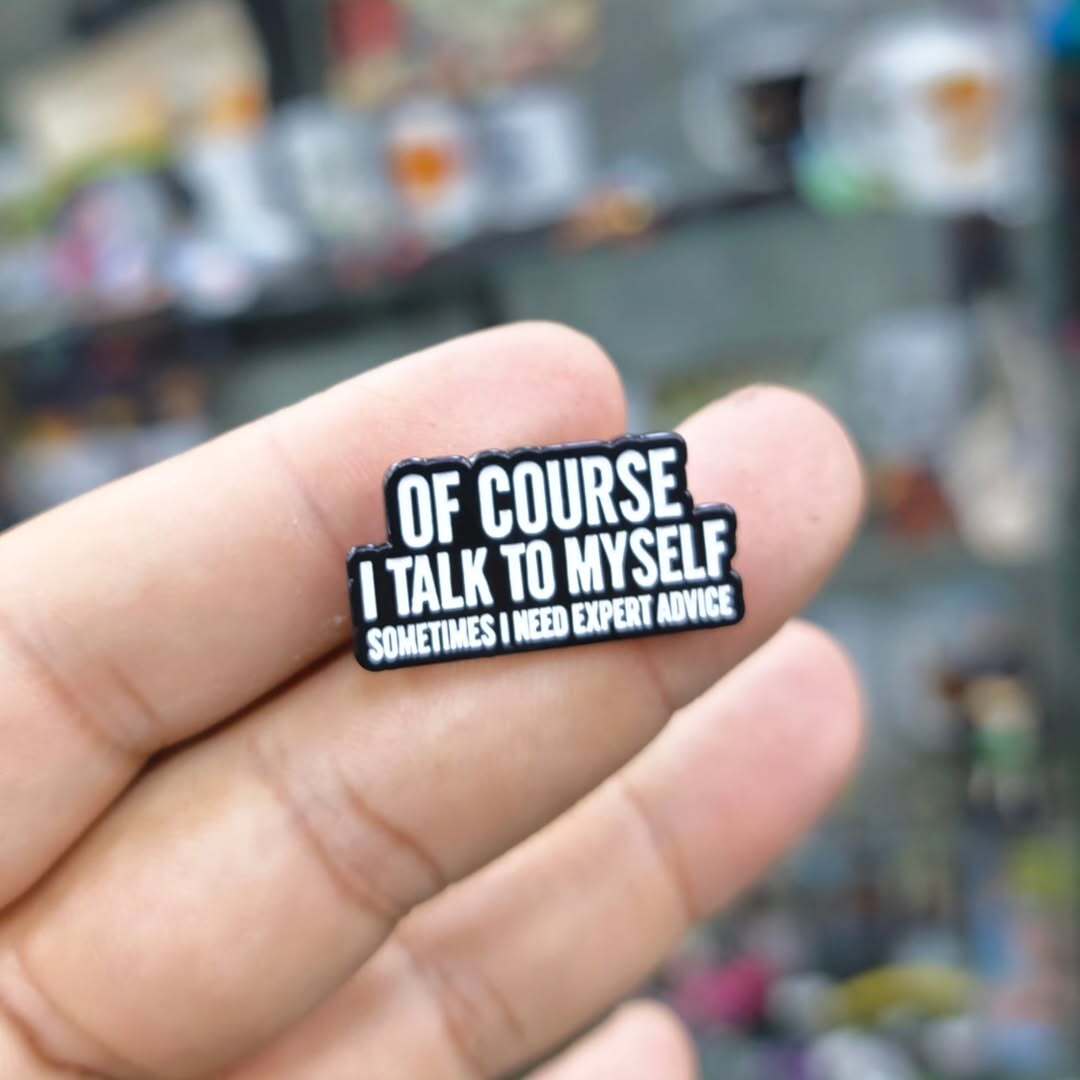 OF COURSE
I TALK TO MYSELF
SOMETIMES I NEED EXPERT ADVICE